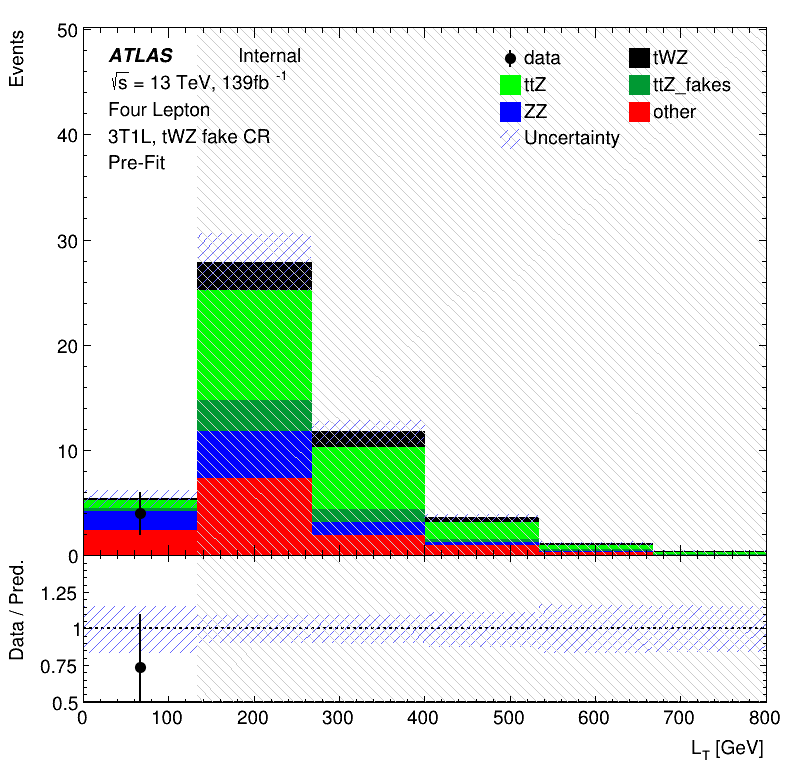 Events
50
40
30
20
10
0
ATLAS Internal
√s = 13 TeV, 139fb -1
Four Lepton
3T1L, tWZ fake CR
Pre-Fit
data
tWZ
ttZ
ttZ_fakes
ZZ
other
Uncertainty
Data / Pred.
1.25
1
0.75
0.5
0 100 200 300 400 500 600 700 800
L_T [GeV]